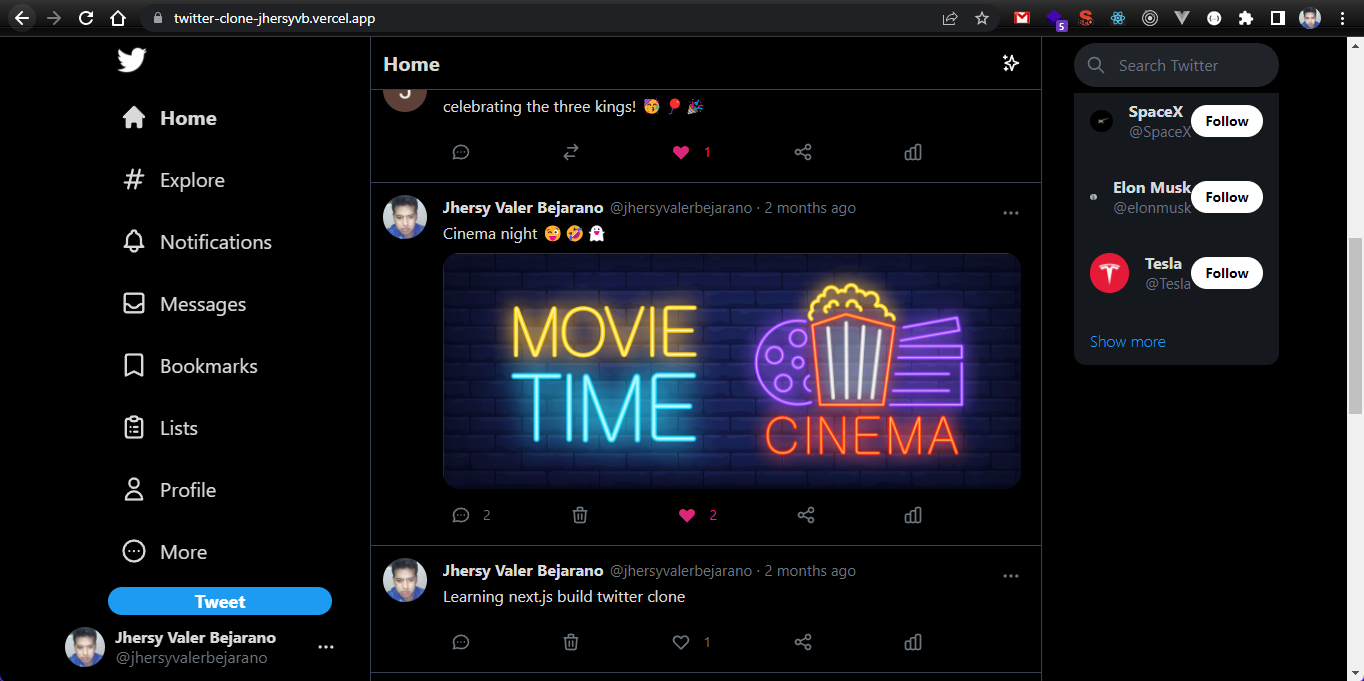 twitter-clone-jhersyvb.vercel.app
5
Home
Explore
Notifications
Messages
Bookmarks
Lists
Profile
More
Tweet
Jhersy Valer Bejarano
@jhersyvalerbejarano
Home
J
celebrating the three kings! 🥳 🎈 🎉
1
Jhersy Valer Bejarano @jhersyvalerbejarano · 2 months ago
Cinema night 😜 🤣 👻
MOVIE
TIME
CINEMA
2 2
Jhersy Valer Bejarano @jhersyvalerbejarano · 2 months ago
Learning next.js build twitter clone
1
Search Twitter
SpaceX
@SpaceX
Follow
Elon Musk
@elonmusk
Follow
Tesla
@Tesla
Follow
Show more